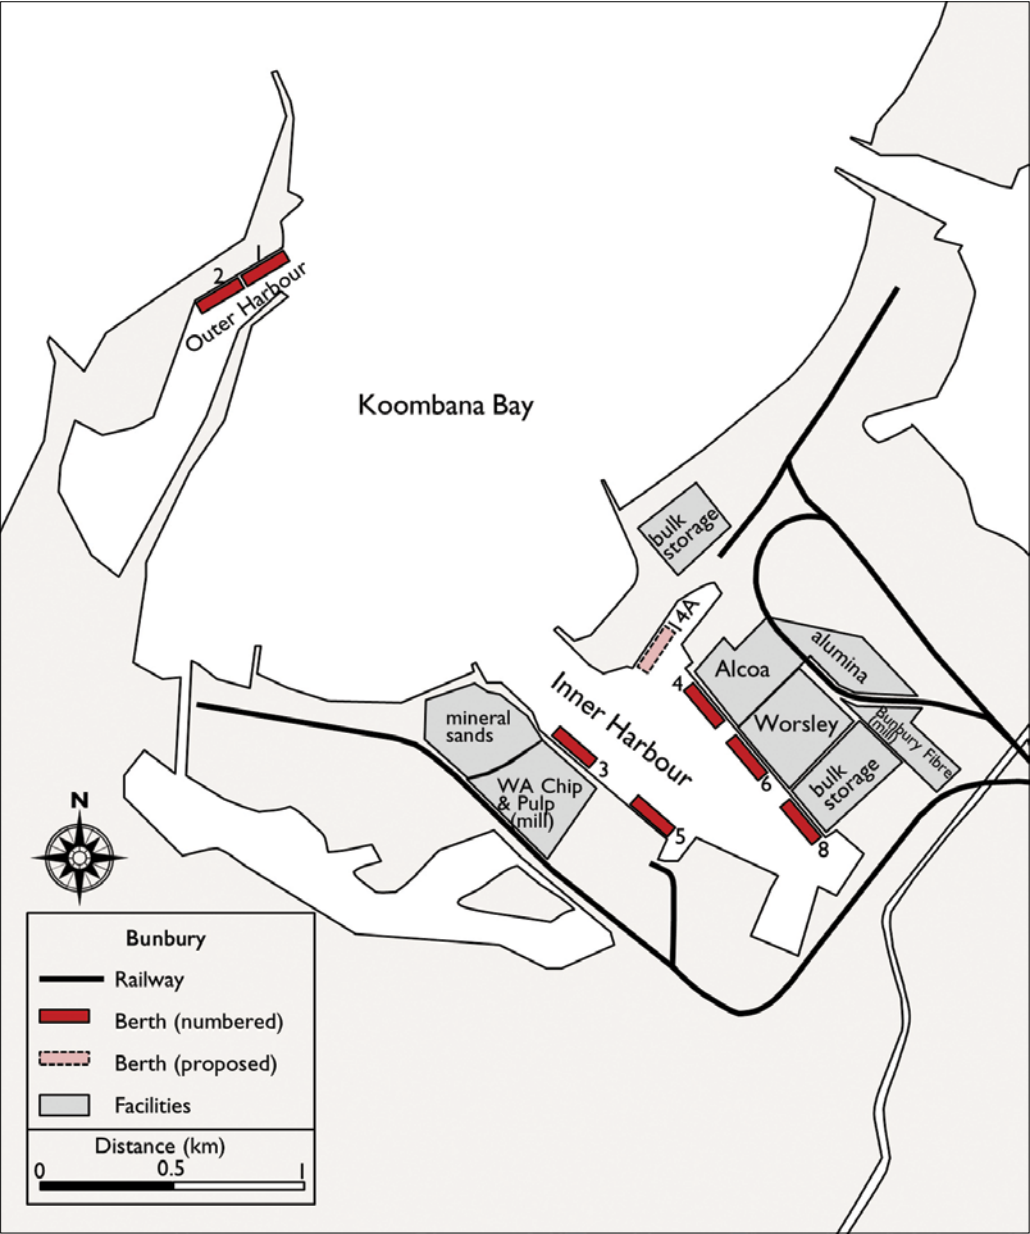 1
2
Outer Harbour
Koombana Bay
bulk
storage
14A
alumina
Alcoa
4
Inner Harbour
mineral
sands
Worsley
Bunbury Fibre
(mill)
3
6
bulk
storage
WA Chip
& Pulp
(mill)
5
8
N
Bunbury
Railway
Berth (numbered)
Berth (proposed)
Facilities
Distance (km)
0 0.5 1